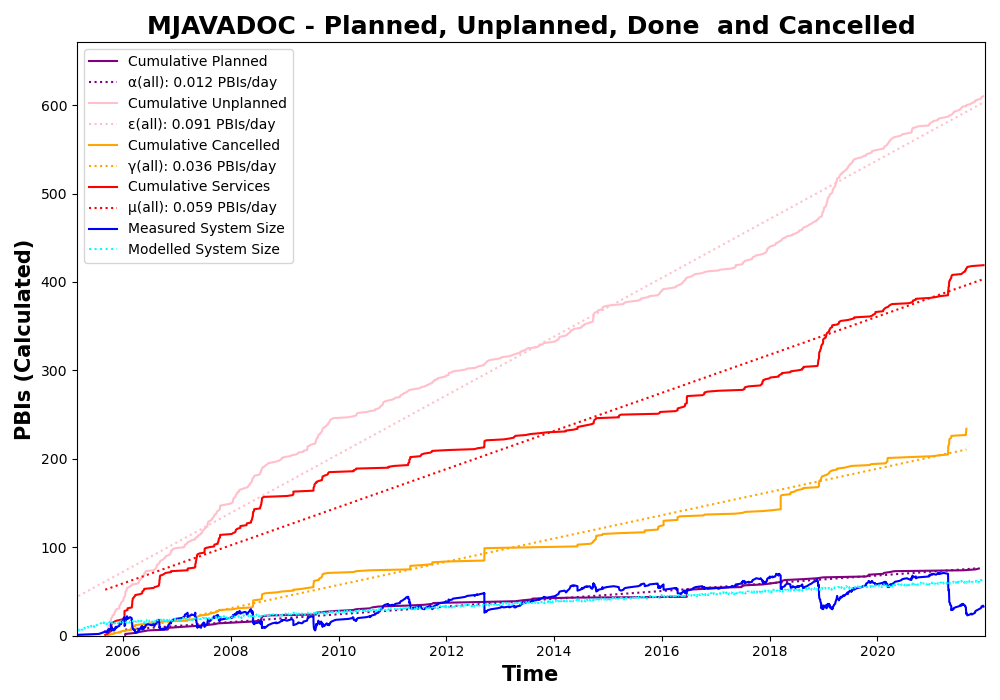 MJAVADOC - Planned, Unplanned, Done  and Cancelled
Cumulative Planned
α(all): 0.012 PBIs/day
Cumulative Unplanned
ε(all): 0.091 PBIs/day
Cumulative Cancelled
γ(all): 0.036 PBIs/day
Cumulative Services
μ(all): 0.059 PBIs/day
Measured System Size
Modelled System Size
PBIs (Calculated)
600
500
400
300
200
100
0
2006 2008 2010 2012 2014 2016 2018 2020
Time